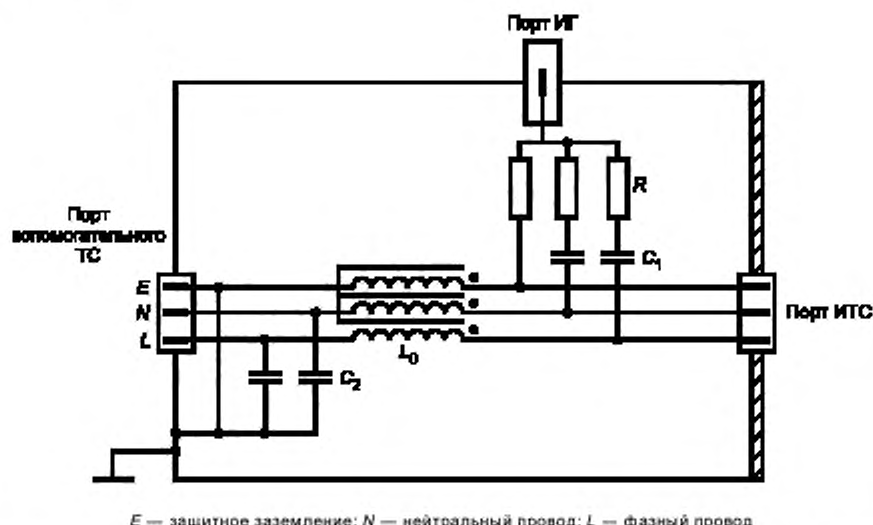 Порт ИГ
R
Порт
вспомогательного
ТС
C1
E
N
Порт ИТС
L
L0
C2
E — защитное заземление; N — нейтральный провод; L — фазный провод